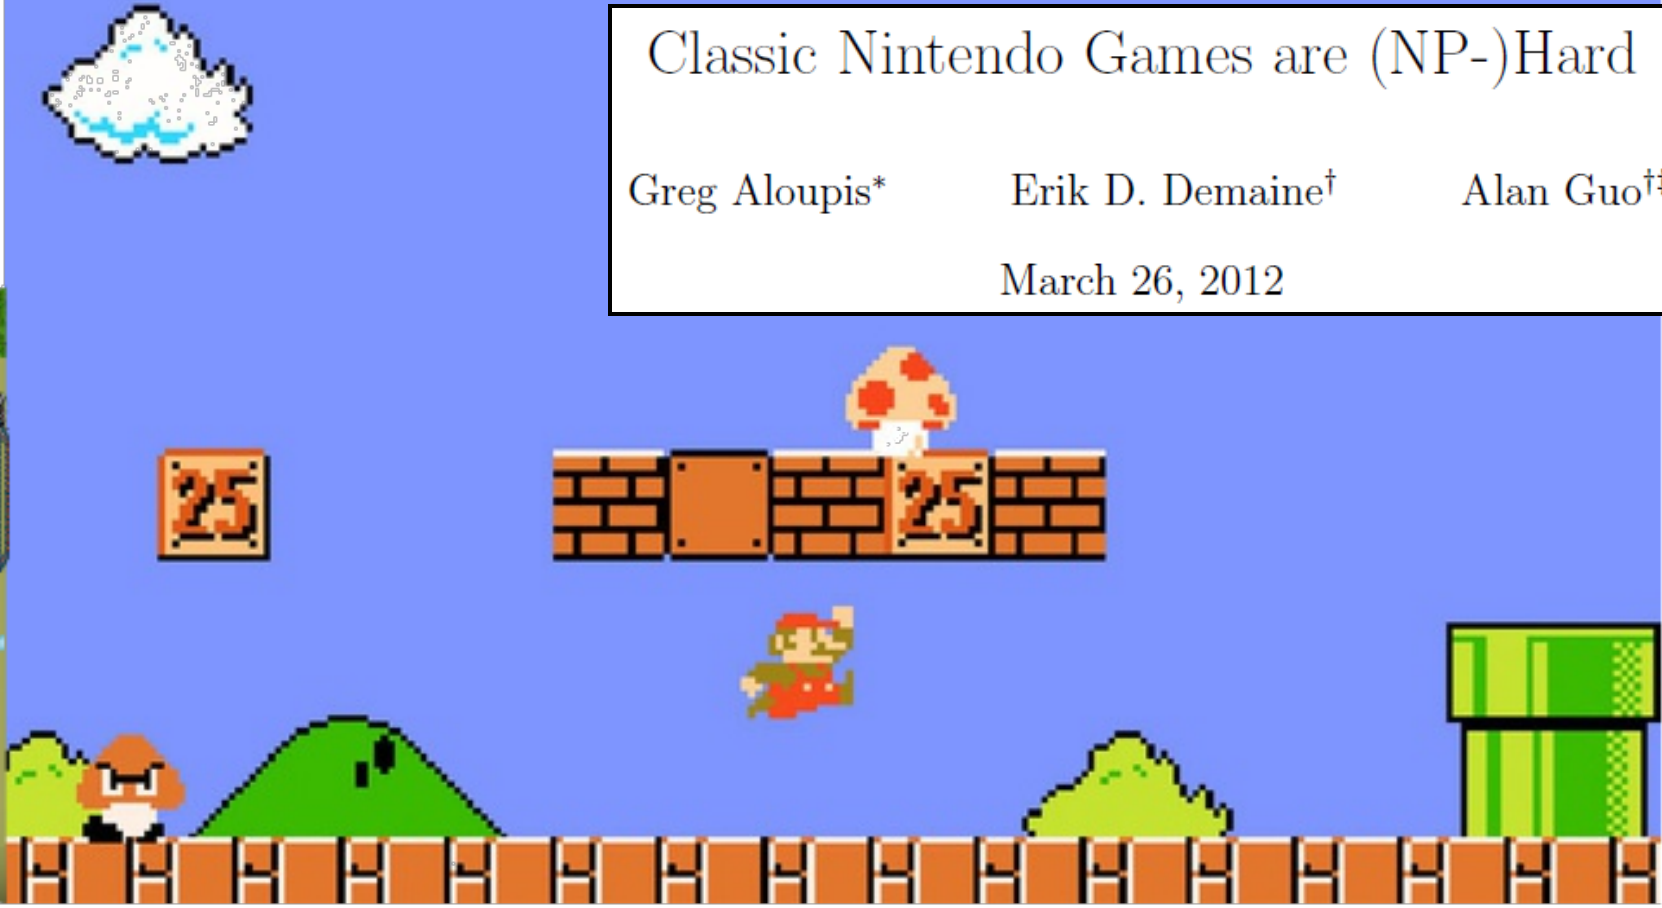 Classic Nintendo Games are (NP-)Hard
Greg Aloupis* Erik D. Demaine† Alan Guo†‡
March 26, 2012
25 25